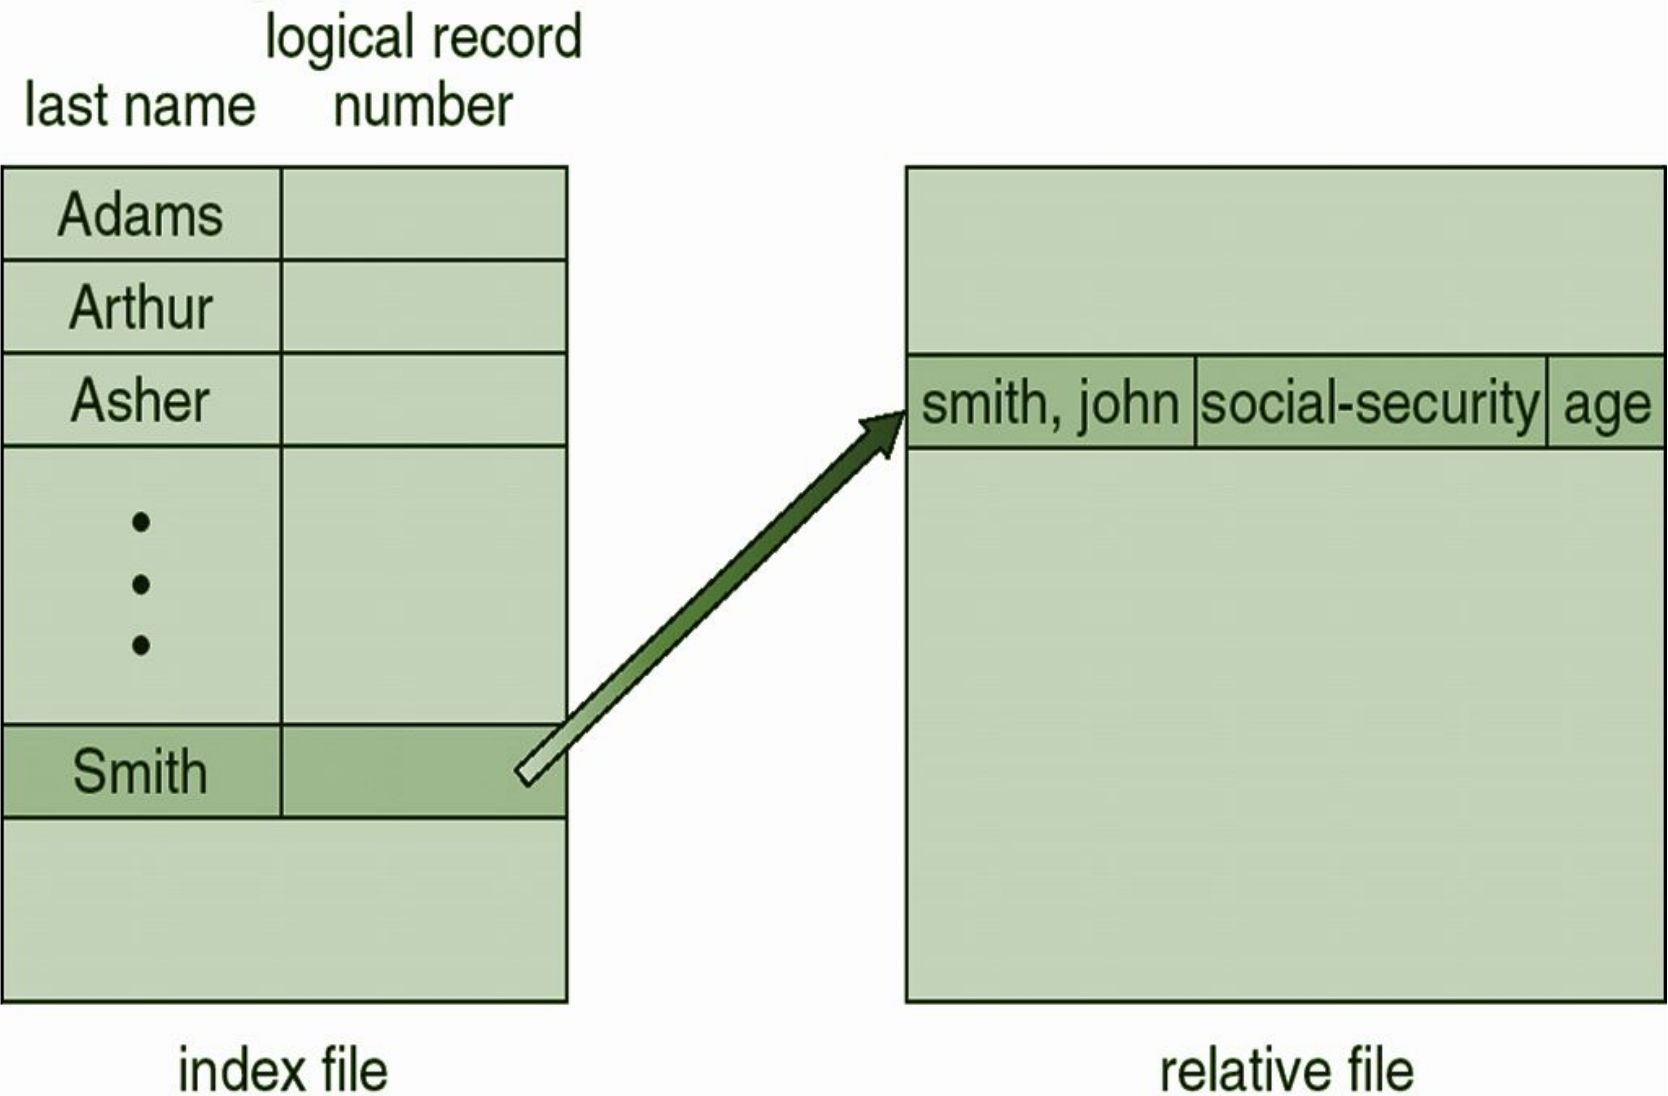 logical record
last name number
Adams
Arthur
Asher
Smith
smith, john social-security age
index file
relative file